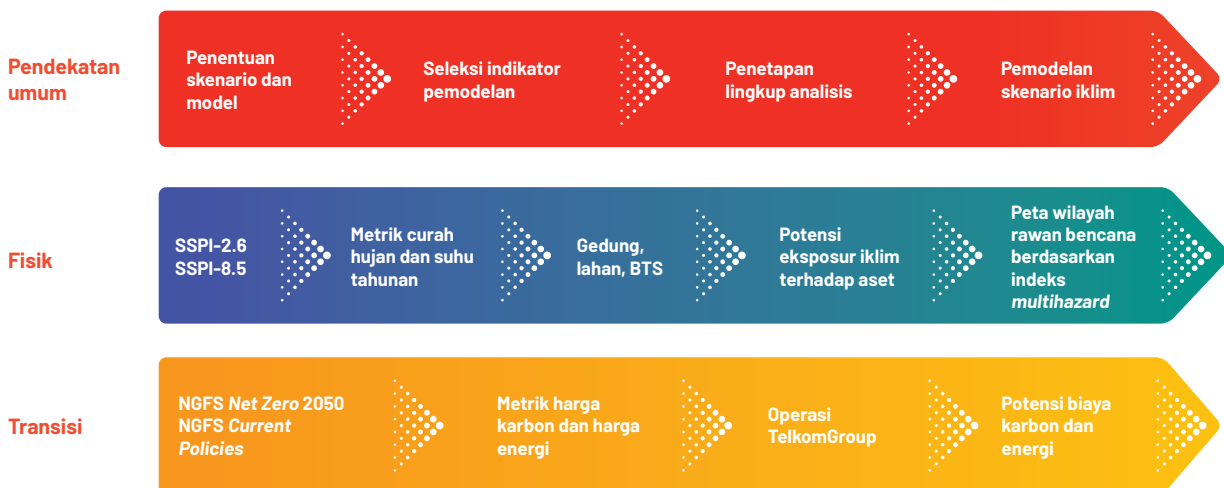 Pendekatan
umum
Penentuan
skenario dan
model
Seleksi indikator
pemodelan
Penetapan
lingkup analisis
Pemodelan
skenario iklim
Fisik
SSPI-2.6
SSPI-8.5
Metrik curah
hujan dan suhu
tahunan
Gedung,
lahan, BTS
Potensi
eksposur iklim
terhadap aset
Peta wilayah
rawan bencana
berdasarkan
indeks
multihazard
Transisi
NGFS Net Zero 2050
NGFS Current
Policies
Metrik harga
karbon dan harga
energi
Operasi
TelkomGroup
Potensi biaya
karbon dan
energi